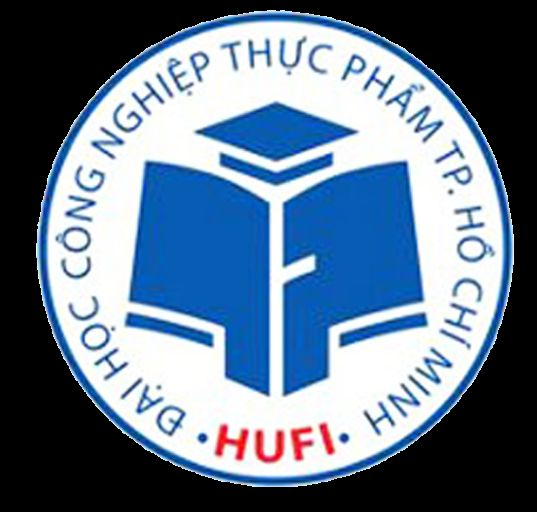 ĐẠI HỌC CÔNG NGHIỆP THỰC PHẨM TP. HỒ CHÍ MINH
• HUFI •